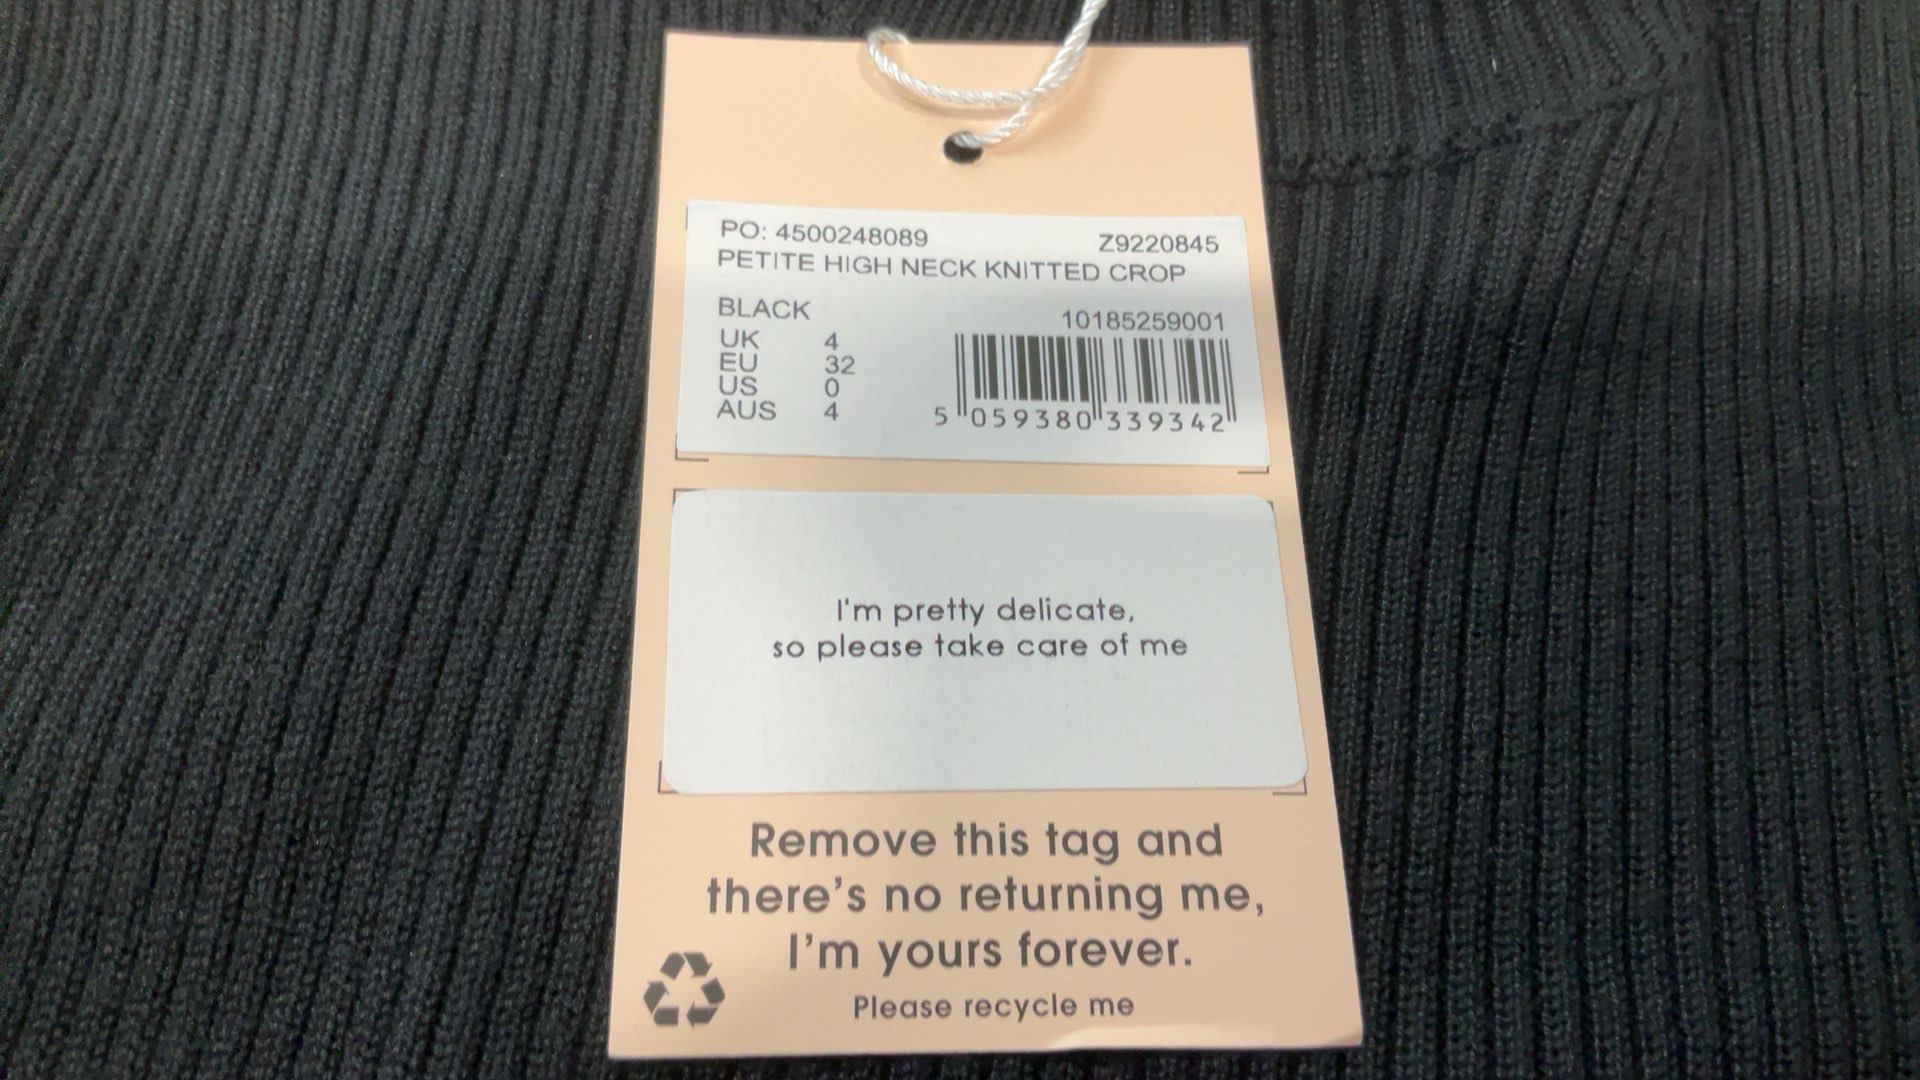 PO: 4500248089 Z9220845
PETITE HIGH NECK KNITTED CROP
BLACK 10185259001
UK 4
EU 32
US 0
AUS 4
5 059380 339342
I'm pretty delicate,
so please take care of me
Remove this tag and
there's no returning me,
I'm yours forever.
Please recycle me